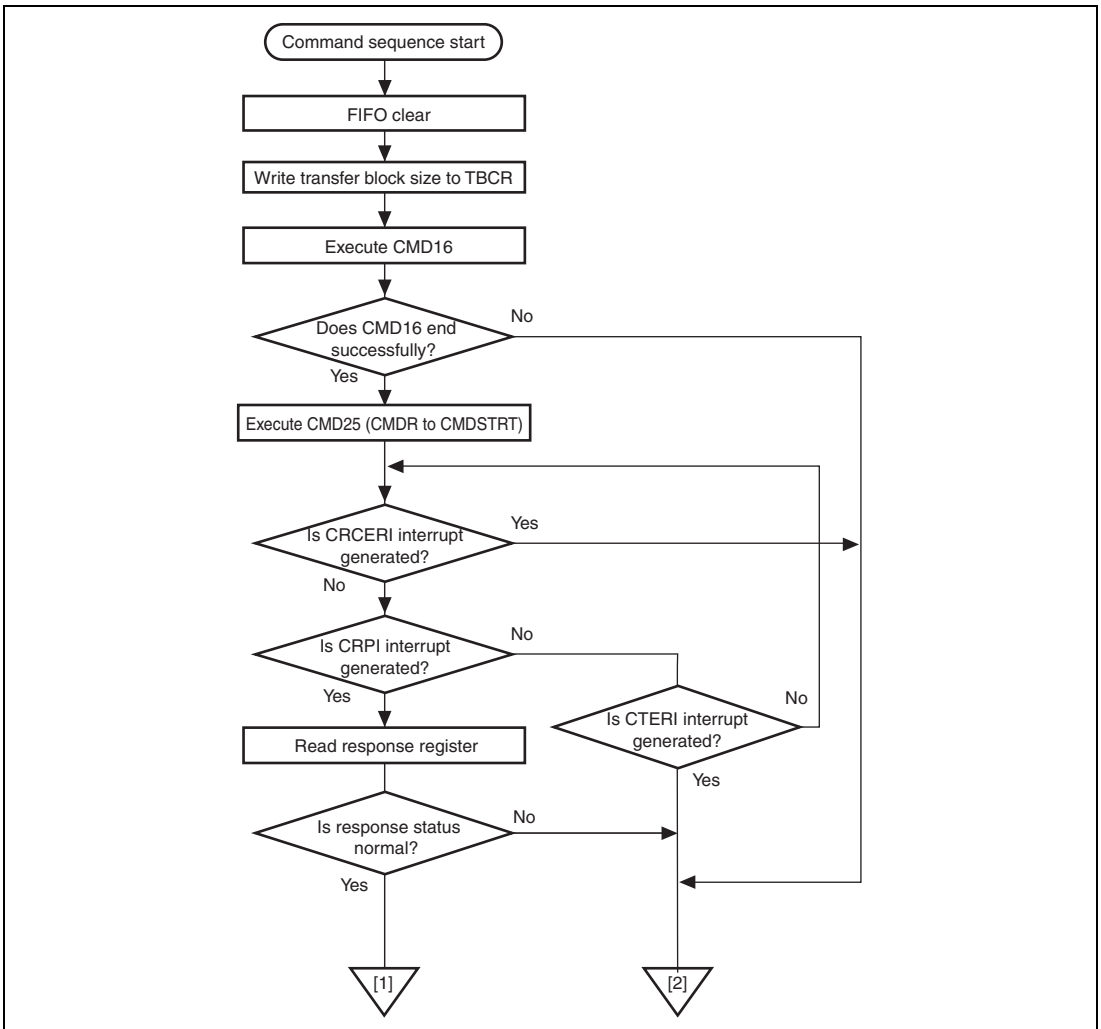 Command sequence start
FIFO clear
Write transfer block size to TBCR
Execute CMD16
Does CMD16 end
successfully?
No
Yes
Execute CMD25 (CMDR to CMDSTRT)
Is CRCERI interrupt
generated?
Yes
No
Is CRPI interrupt
generated?
No
Yes
Is CTERI interrupt
generated?
No
Yes
Read response register
Is response status
normal?
No
Yes
[1]
[2]